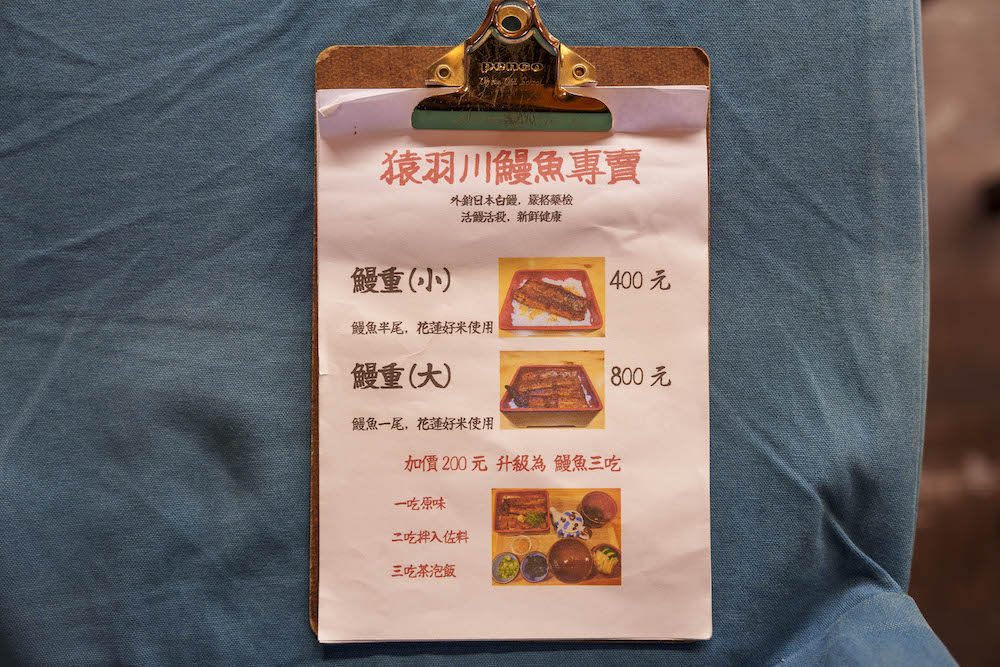 penco
猿羽川鰻魚專賣
外銷日本白鰻，嚴格藥檢
活鰻活殺，新鮮健康
鰻重(小)
400元
鰻魚半尾，花蓮好米使用
鰻重(大)
800元
鰻魚一尾，花蓮好米使用
加價200元 升級為 鰻魚三吃
一吃原味
二吃拌入佐料
三吃茶泡飯